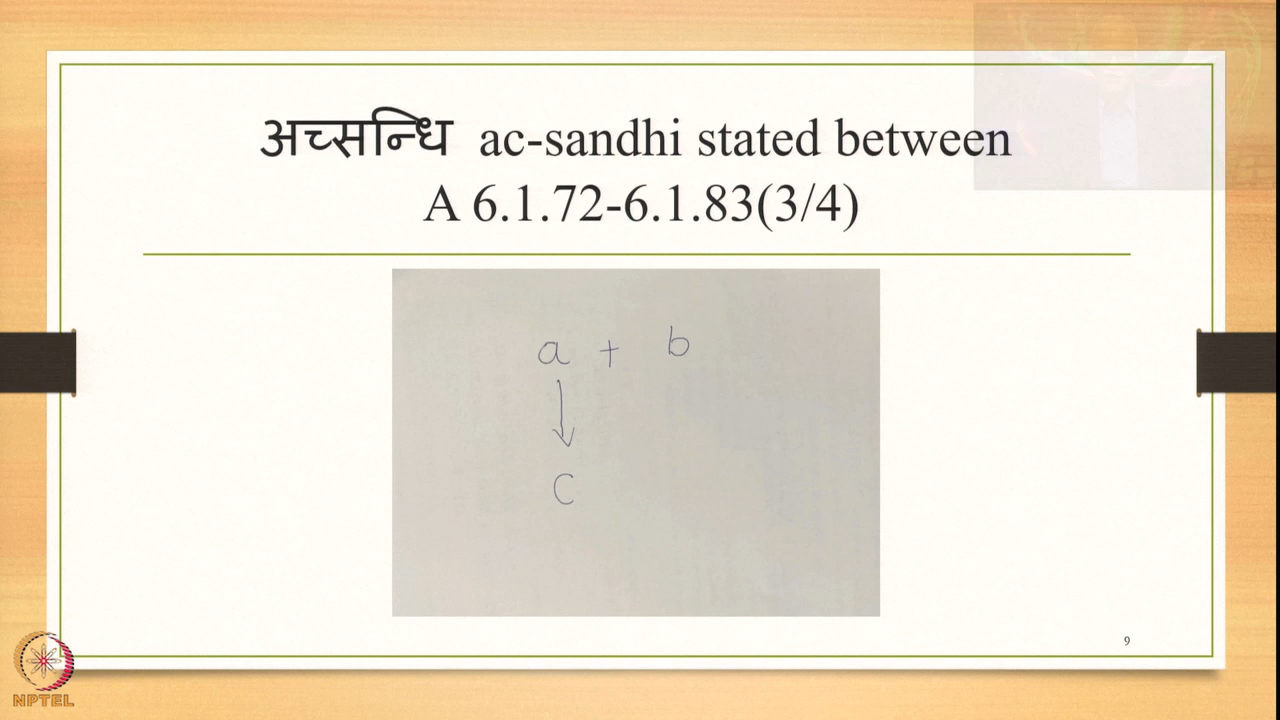 अच्सन्धि ac-sandhi stated between
A 6.1.72-6.1.83(3/4)
a + b
↓
c
9
NPTEL